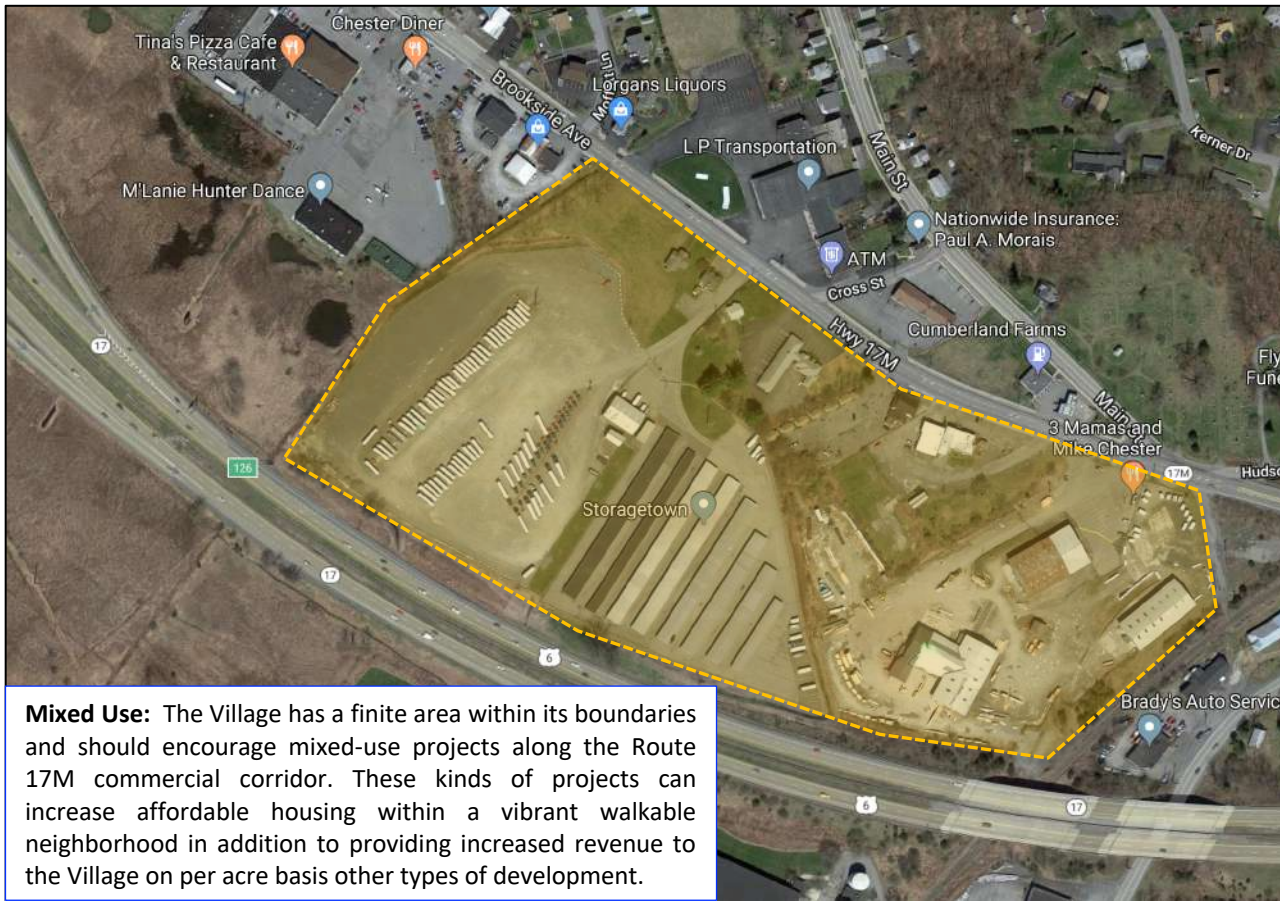 Chester Diner
Tina's Pizza Cafe
& Restaurant
Brookside Ave
Lorgans Liquors
L P Transportation
Main St
Kerner Dr
M'Lanie Hunter Dance
Nationwide Insurance:
Paul A. Morais
ATM
Cross St
Hwy 17M
Cumberland Farms
17
Fly
Fune
Main St
3 Mamas and
Mike Chester
17M
Hudso
126
Storagetown
17
6
Brady's Auto Servic
6
17
Mixed Use: The Village has a finite area within its boundaries
and should encourage mixed-use projects along the Route
17M commercial corridor. These kinds of projects can
increase affordable housing within a vibrant walkable
neighborhood in addition to providing increased revenue to
the Village on per acre basis other types of development.